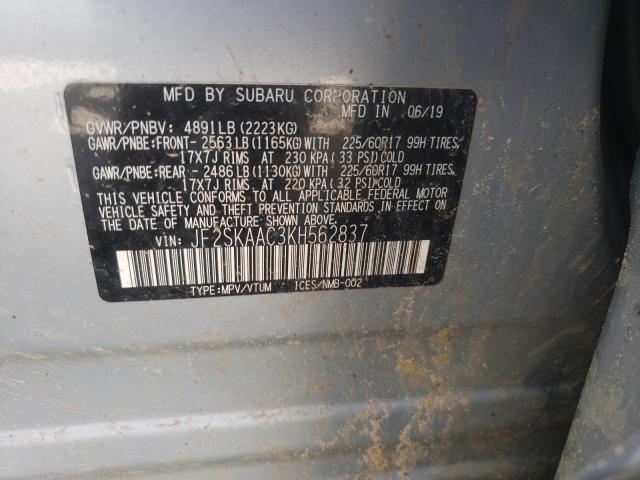 MFD BY SUBARU CORPORATION
MFD IN 06/19
GVWR/PNBV: 4891LB (2223KG)
GAWR/PNBE:FRONT- 2563LB(1165KG)WITH 225/60R17 99H TIRES,
17X7J RIMS AT 230 KPA(33 PSI)COLD
GAWR/PNBE:REAR - 2486LB(1130KG)WITH 225/60R17 99H TIRES,
17X7J RIMS AT 220 KPA(32 PSI)COLD
THIS VEHICLE CONFORMS TO ALL APPLICABLE FEDERAL MOTOR
VEHICLE SAFETY AND THEFT PREVENTION STANDARDS IN EFFECT ON
THE DATE OF MANUFACTURE SHOWN ABOVE.
VIN: JF2SKAAC3KH562837
TYPE:MPV/VTUM ICES/NMB-002